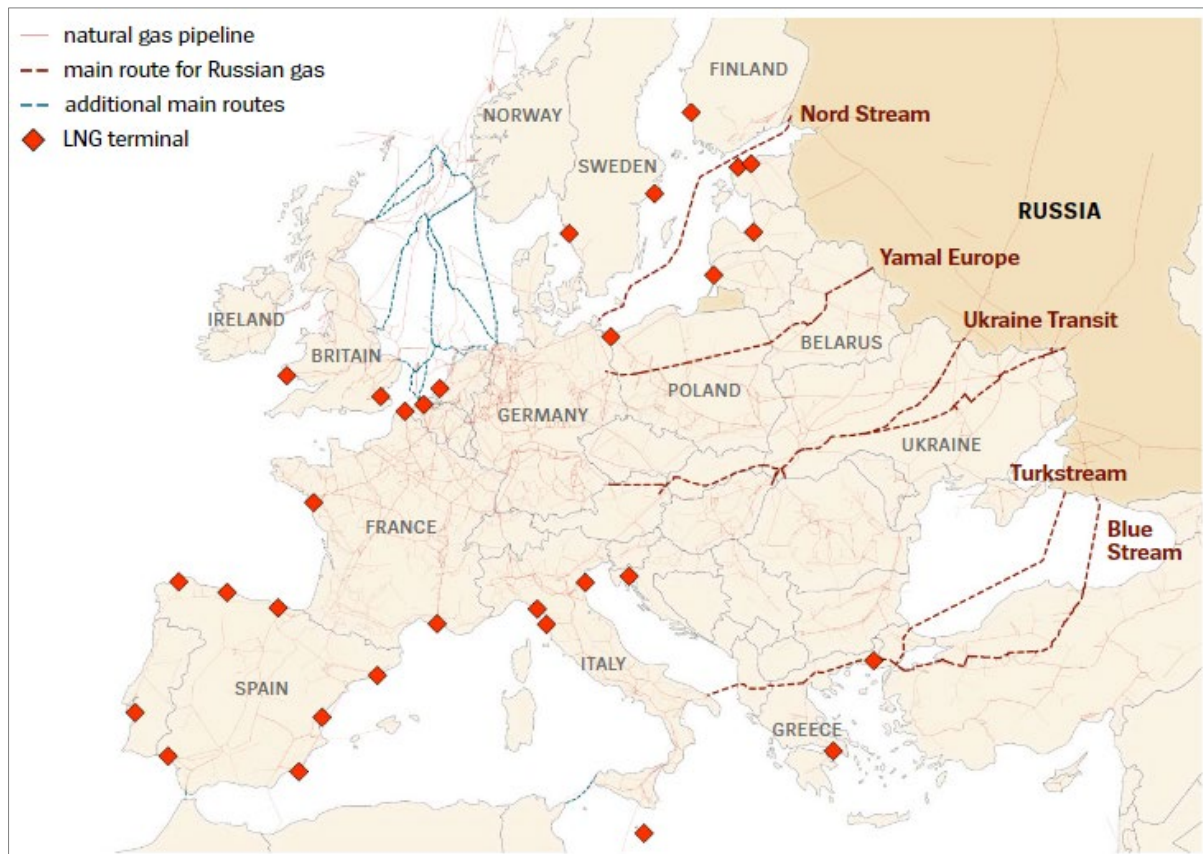 natural gas pipeline
main route for Russian gas
additional main routes
LNG terminal
FINLAND
NORWAY
SWEDEN
Nord Stream
RUSSIA
Yamal Europe
IRELAND
BRITAIN
Ukraine Transit
BELARUS
POLAND
GERMANY
UKRAINE
Turkstream
FRANCE
Blue
Stream
ITALY
SPAIN
GREECE